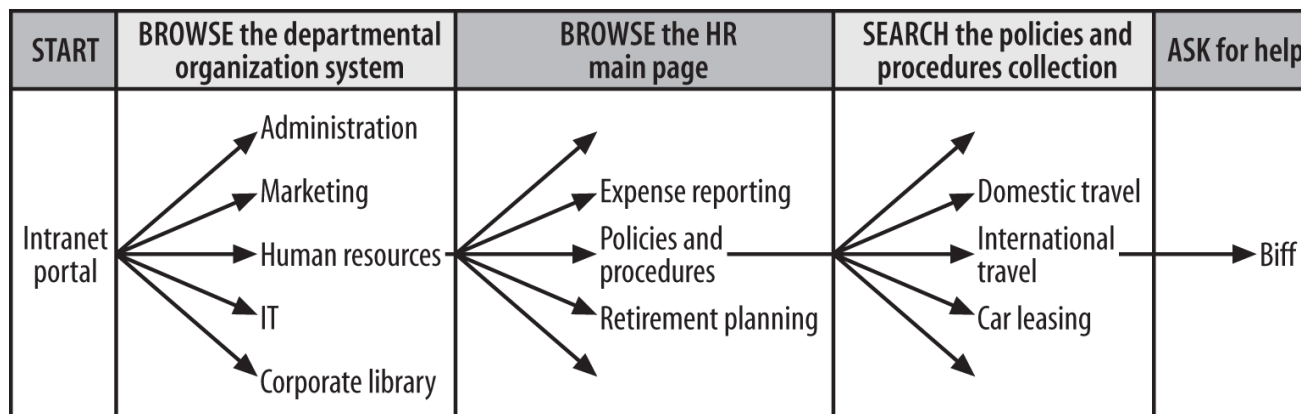 START
BROWSE the departmental
organization system
BROWSE the HR
main page
SEARCH the policies and
procedures collection
ASK for help
Intranet
portal
Administration
Marketing
Human resources
IT
Corporate library
Expense reporting
Policies and
procedures
Retirement planning
Domestic travel
International
travel
Car leasing
Biff